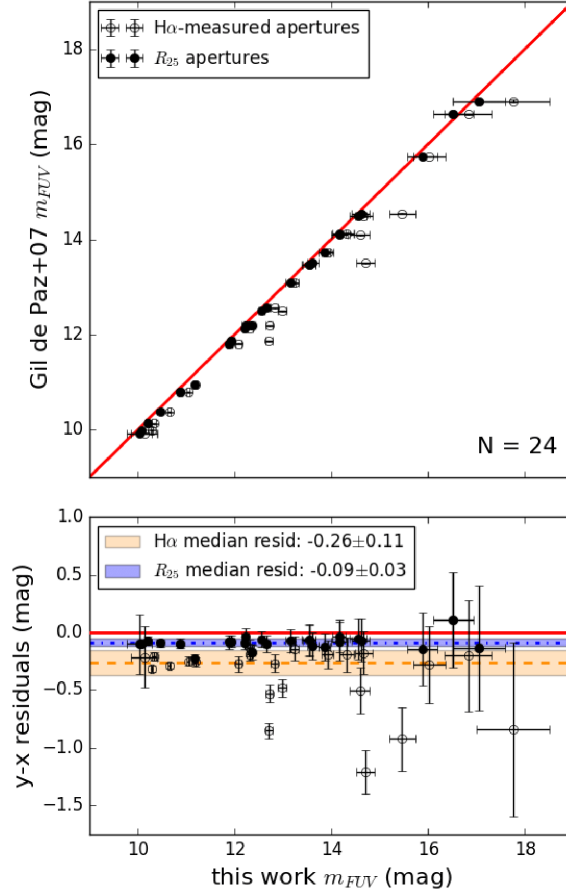 Hα-measured apertures
R25 apertures
18
16
14
12
10
Gil de Paz+07 mFUV (mag)
N = 24
Hα median resid: -0.26±0.11
R25 median resid: -0.09±0.03
1.0
0.5
0.0
−0.5
−1.0
−1.5
y-x residuals (mag)
10 12 14 16 18
this work mFUV (mag)